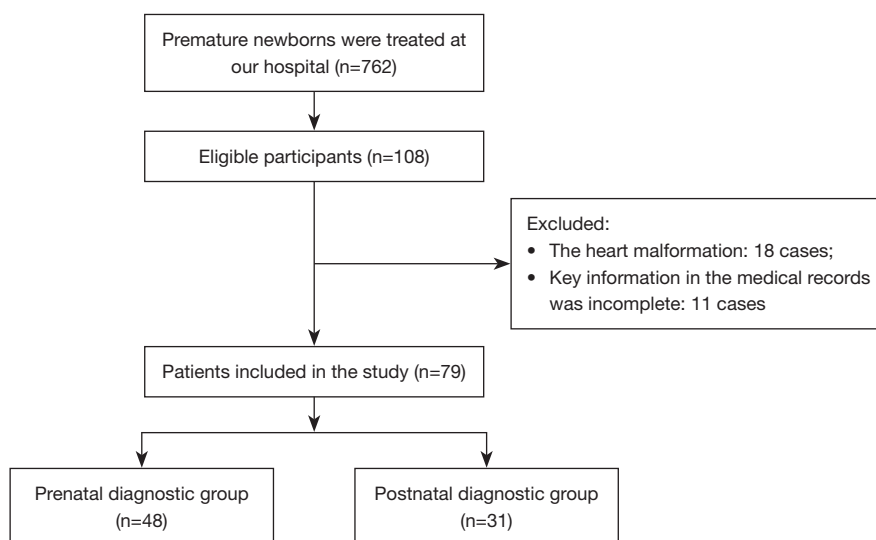 Premature newborns were treated at
our hospital (n=762)
Eligible participants (n=108)
Excluded:
• The heart malformation: 18 cases;
• Key information in the medical records
was incomplete: 11 cases
Patients included in the study (n=79)
Prenatal diagnostic group
(n=48)
Postnatal diagnostic group
(n=31)